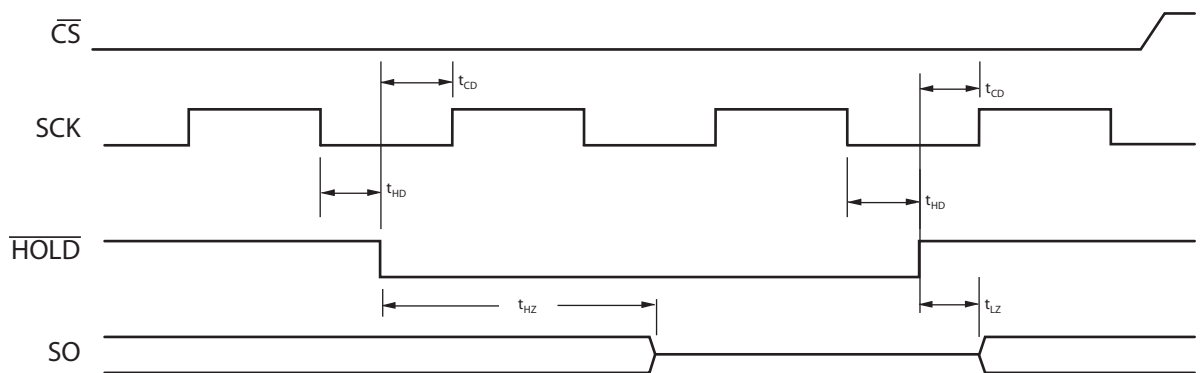 CS
t_CD
t_CD
SCK
t_HD
t_HD
HOLD
t_HZ
t_LZ
SO